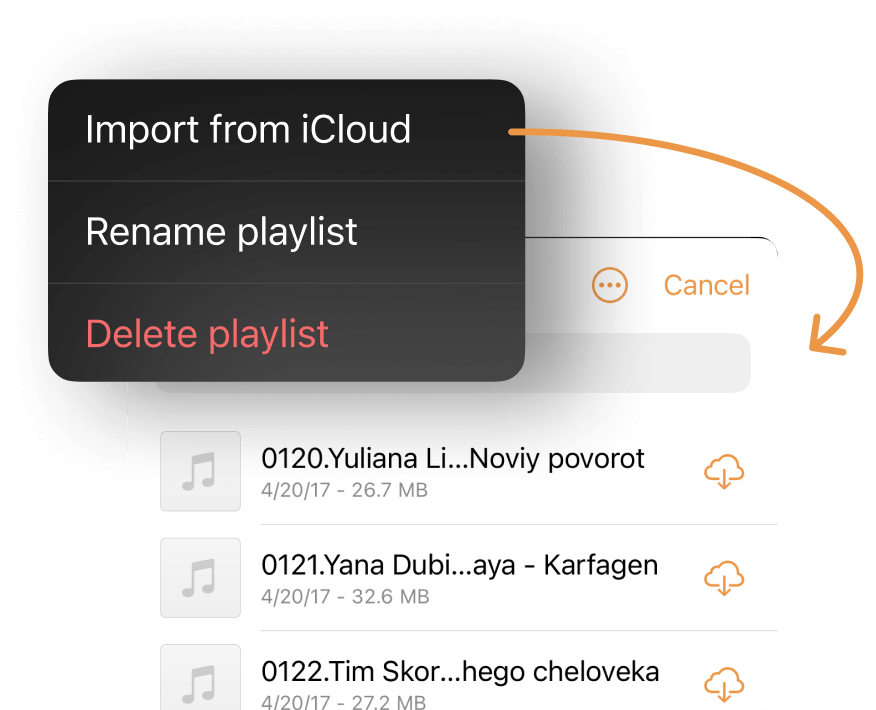 Import from iCloud
Rename playlist
Delete playlist
Cancel
0120.Yuliana Li...Noviy povorot
4/20/17 - 26.7 MB
0121.Yana Dubi...aya - Karfagen
4/20/17 - 32.6 MB
0122.Tim Skor...hego cheloveka
4/20/17 - 27.2 MB